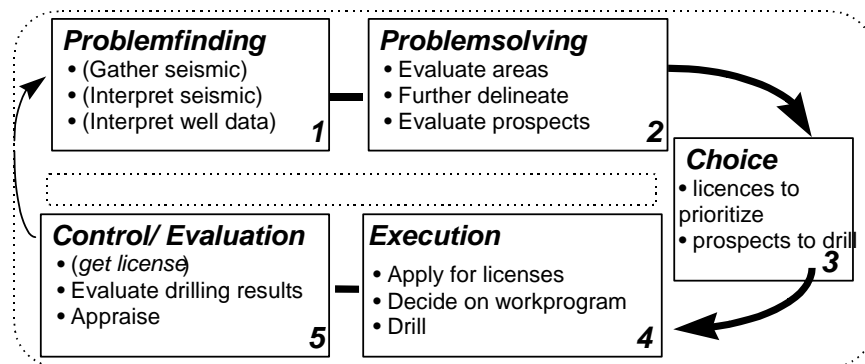 Problemfinding
• (Gather seismic)
• (Interpret seismic)
• (Interpret well data)
1
Problemsolving
• Evaluate areas
• Further delineate
• Evaluate prospects
2
Choice
• licences to
prioritize
• prospects to drill
3
Execution
• Apply for licenses
• Decide on workprogram
• Drill
4
Control/ Evaluation
• (get license)
• Evaluate drilling results
• Appraise
5